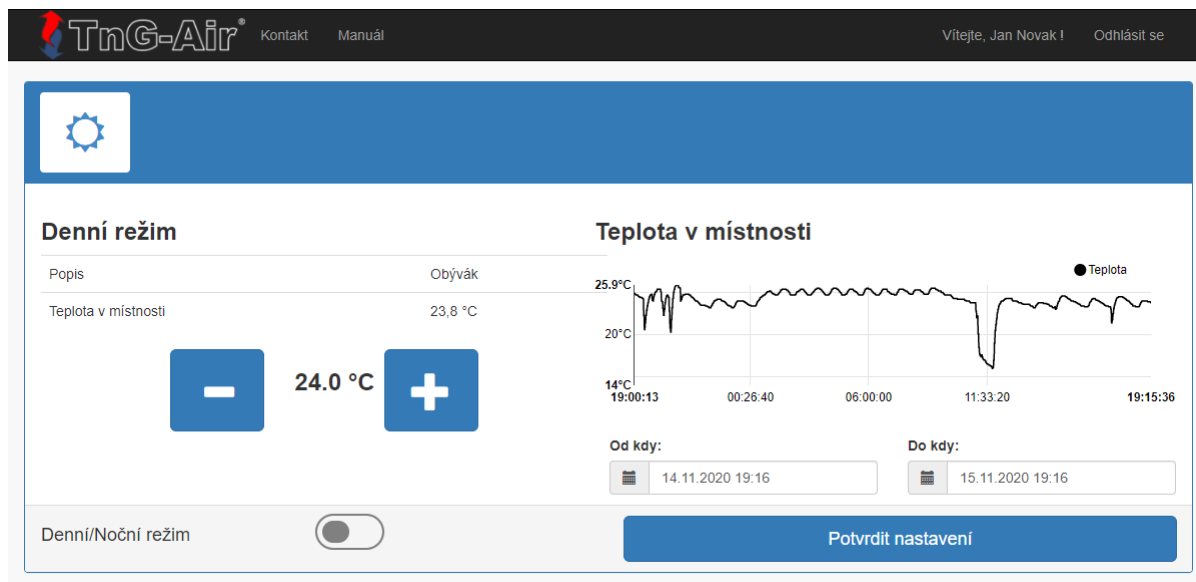 TnG-Air® Kontakt Manuál Vítejte, Jan Novak ! Odhlásit se
Denní režim
Popis Obývák
Teplota v místnosti 23,8 °C
24.0 °C
Teplota v místnosti
Teplota
25.9°C
20°C
14°C
19:00:13 00:26:40 06:00:00 11:33:20 19:15:36
Od kdy: Do kdy:
14.11.2020 19:16 15.11.2020 19:16
Denní/Noční režim
Potvrdit nastavení